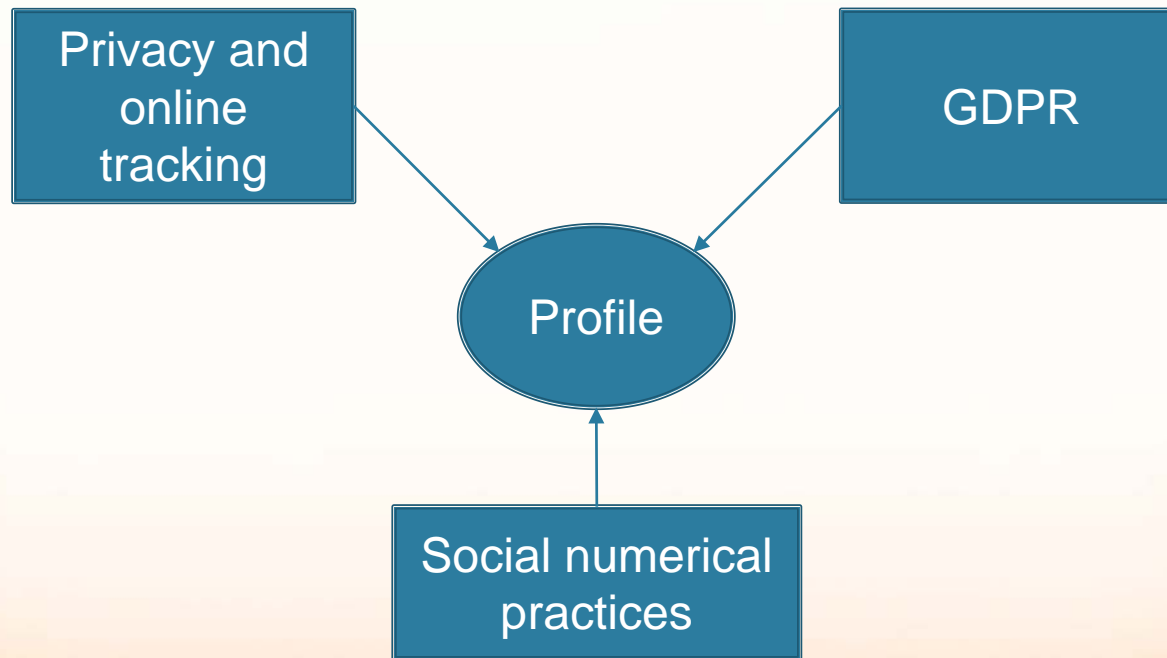 Privacy and
online
tracking
GDPR
Profile
Social numerical
practices